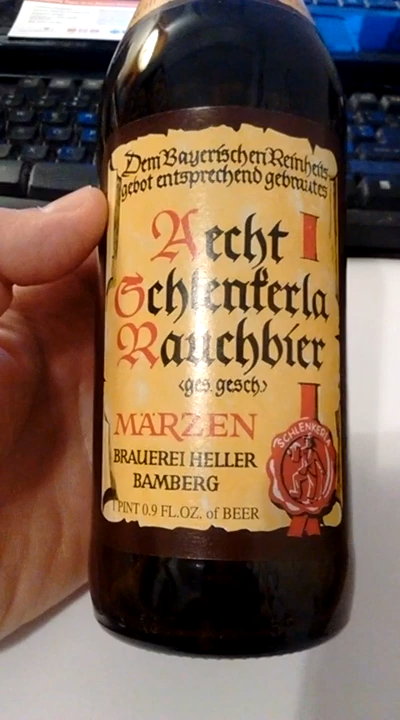 Dem Bayerischen Reinheits-
gebot entsprechend gebrautes
Aecht
Schlenkerla
Rauchbier
‹ges. gesch.›
MÄRZEN
BRAUEREI HELLER
BAMBERG
1 PINT 0.9 FL.OZ. of BEER
SCHLENKERLA